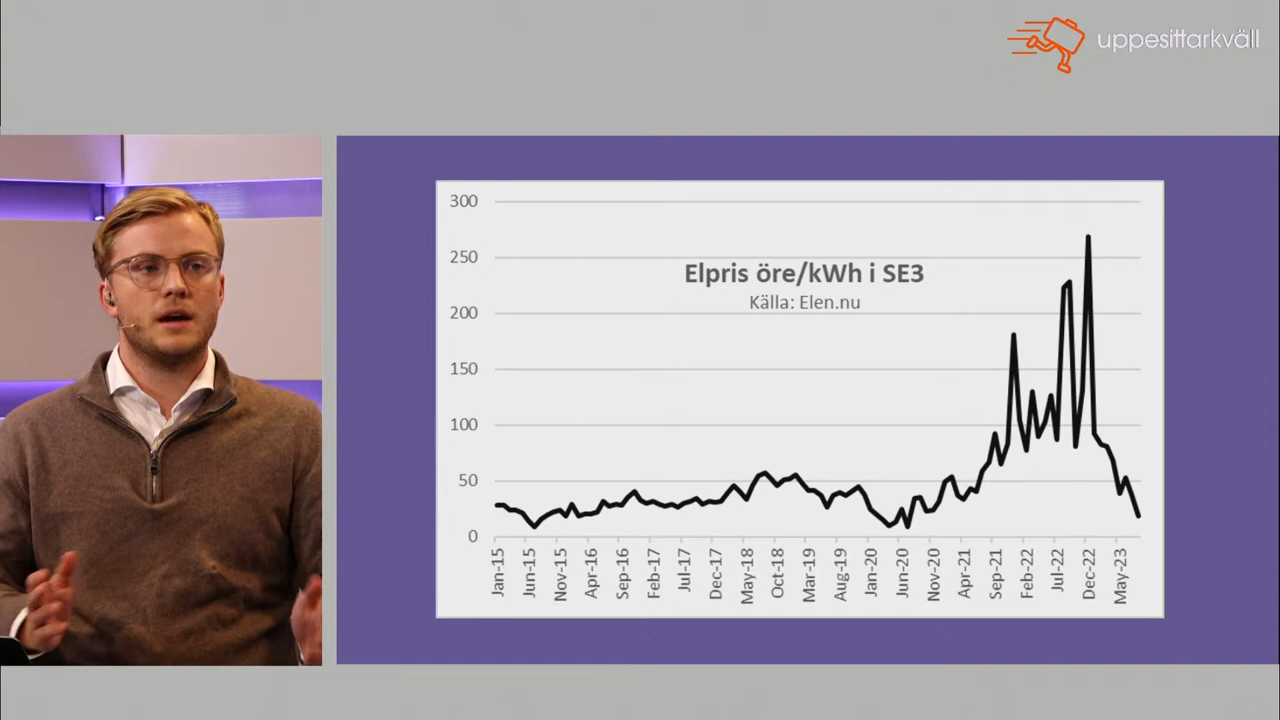 uppesittarkväll
Elpris öre/kWh i SE3
Källa: Elen.nu
300
250
200
150
100
50
0
Jan-15
Jun-15
Nov-15
Apr-16
Sep-16
Feb-17
Jul-17
Dec-17
May-18
Oct-18
Mar-19
Aug-19
Jan-20
Jun-20
Nov-20
Apr-21
Sep-21
Feb-22
Jul-22
Dec-22
May-23